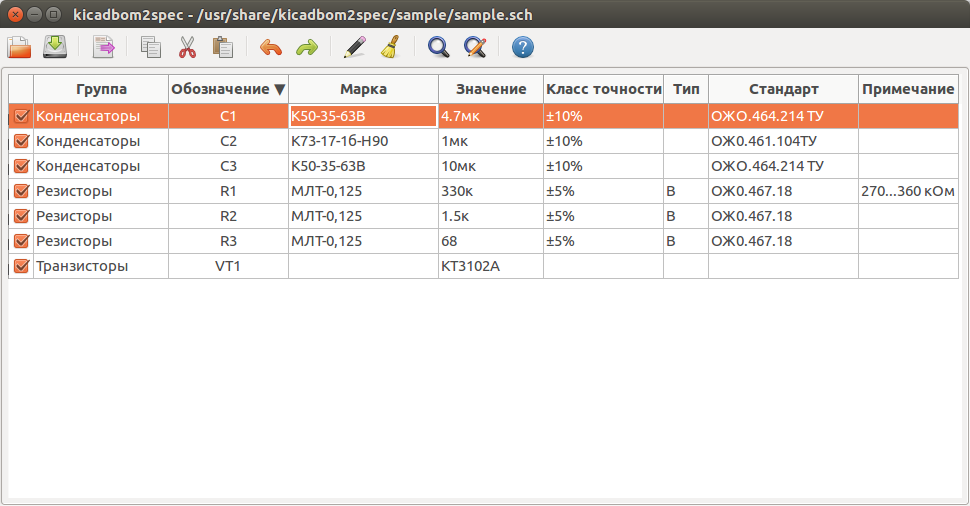 kicadbom2spec - /usr/share/kicadbom2spec/sample/sample.sch
Группа Обозначение ▼ Марка Значение Класс точности Тип Стандарт Примечание
Конденсаторы C1 К50-35-63В 4.7мк ±10% ОЖО.464.214 ТУ
Конденсаторы C2 К73-17-1б-Н90 1мк ±10% ОЖ0.461.104ТУ
Конденсаторы C3 К50-35-63В 10мк ±10% ОЖО.464.214 ТУ
Резисторы R1 МЛТ-0,125 330к ±5% В ОЖ0.467.18 270...360 кОм
Резисторы R2 МЛТ-0,125 1.5к ±5% В ОЖ0.467.18
Резисторы R3 МЛТ-0,125 68 ±5% В ОЖ0.467.18
Транзисторы VT1 КТ3102А